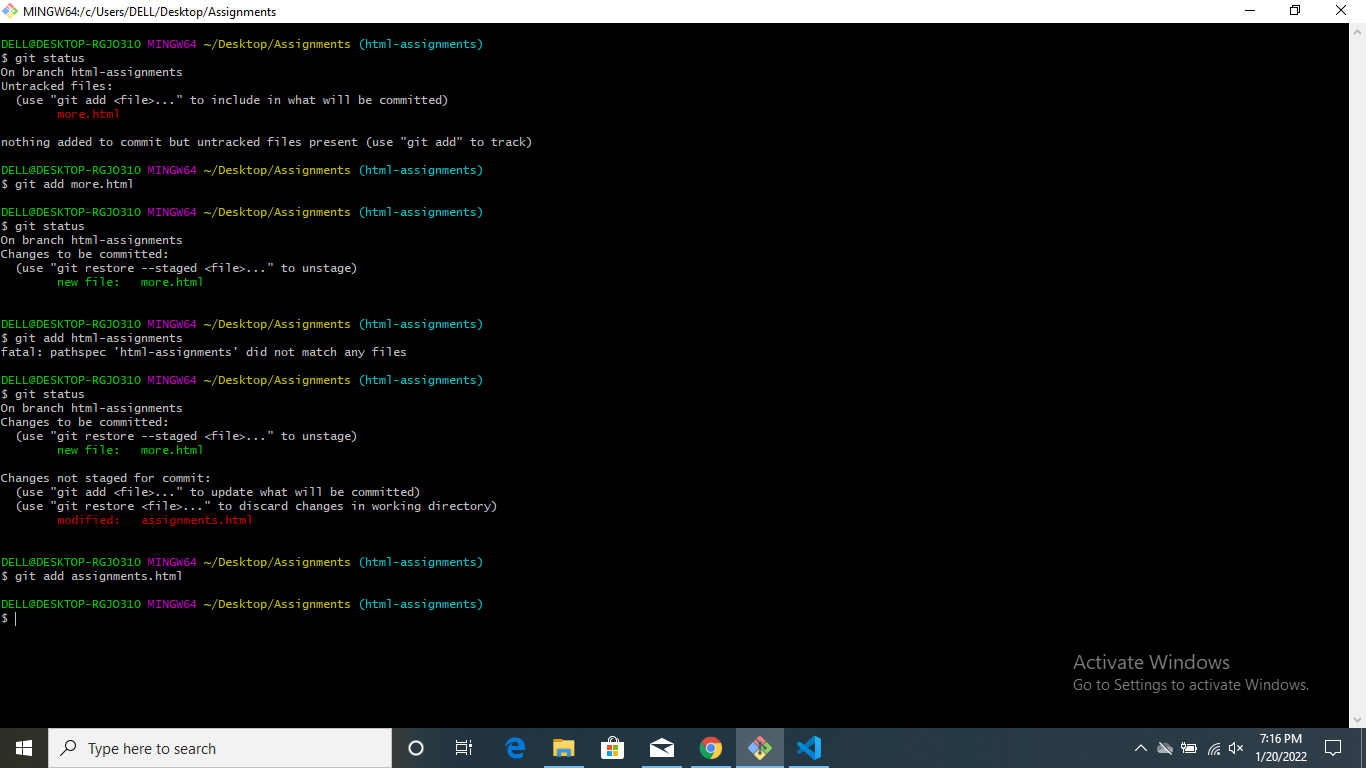 MINGW64:/c/Users/DELL/Desktop/Assignments
DELL@DESKTOP-RGJO31O MINGW64 ~/Desktop/Assignments (html-assignments)
$ git status
On branch html-assignments
Untracked files:
  (use "git add <file>..." to include in what will be committed)
        more.html
nothing added to commit but untracked files present (use "git add" to track)
DELL@DESKTOP-RGJO31O MINGW64 ~/Desktop/Assignments (html-assignments)
$ git add more.html
DELL@DESKTOP-RGJO31O MINGW64 ~/Desktop/Assignments (html-assignments)
$ git status
On branch html-assignments
Changes to be committed:
  (use "git restore --staged <file>..." to unstage)
        new file:   more.html
DELL@DESKTOP-RGJO31O MINGW64 ~/Desktop/Assignments (html-assignments)
$ git add html-assignments
fatal: pathspec 'html-assignments' did not match any files
DELL@DESKTOP-RGJO31O MINGW64 ~/Desktop/Assignments (html-assignments)
$ git status
On branch html-assignments
Changes to be committed:
  (use "git restore --staged <file>..." to unstage)
        new file:   more.html
Changes not staged for commit:
  (use "git add <file>..." to update what will be committed)
  (use "git restore <file>..." to discard changes in working directory)
        modified:   assignments.html
DELL@DESKTOP-RGJO31O MINGW64 ~/Desktop/Assignments (html-assignments)
$ git add assignments.html
DELL@DESKTOP-RGJO31O MINGW64 ~/Desktop/Assignments (html-assignments)
$
Activate Windows
Go to Settings to activate Windows.
Type here to search
7:16 PM
1/20/2022